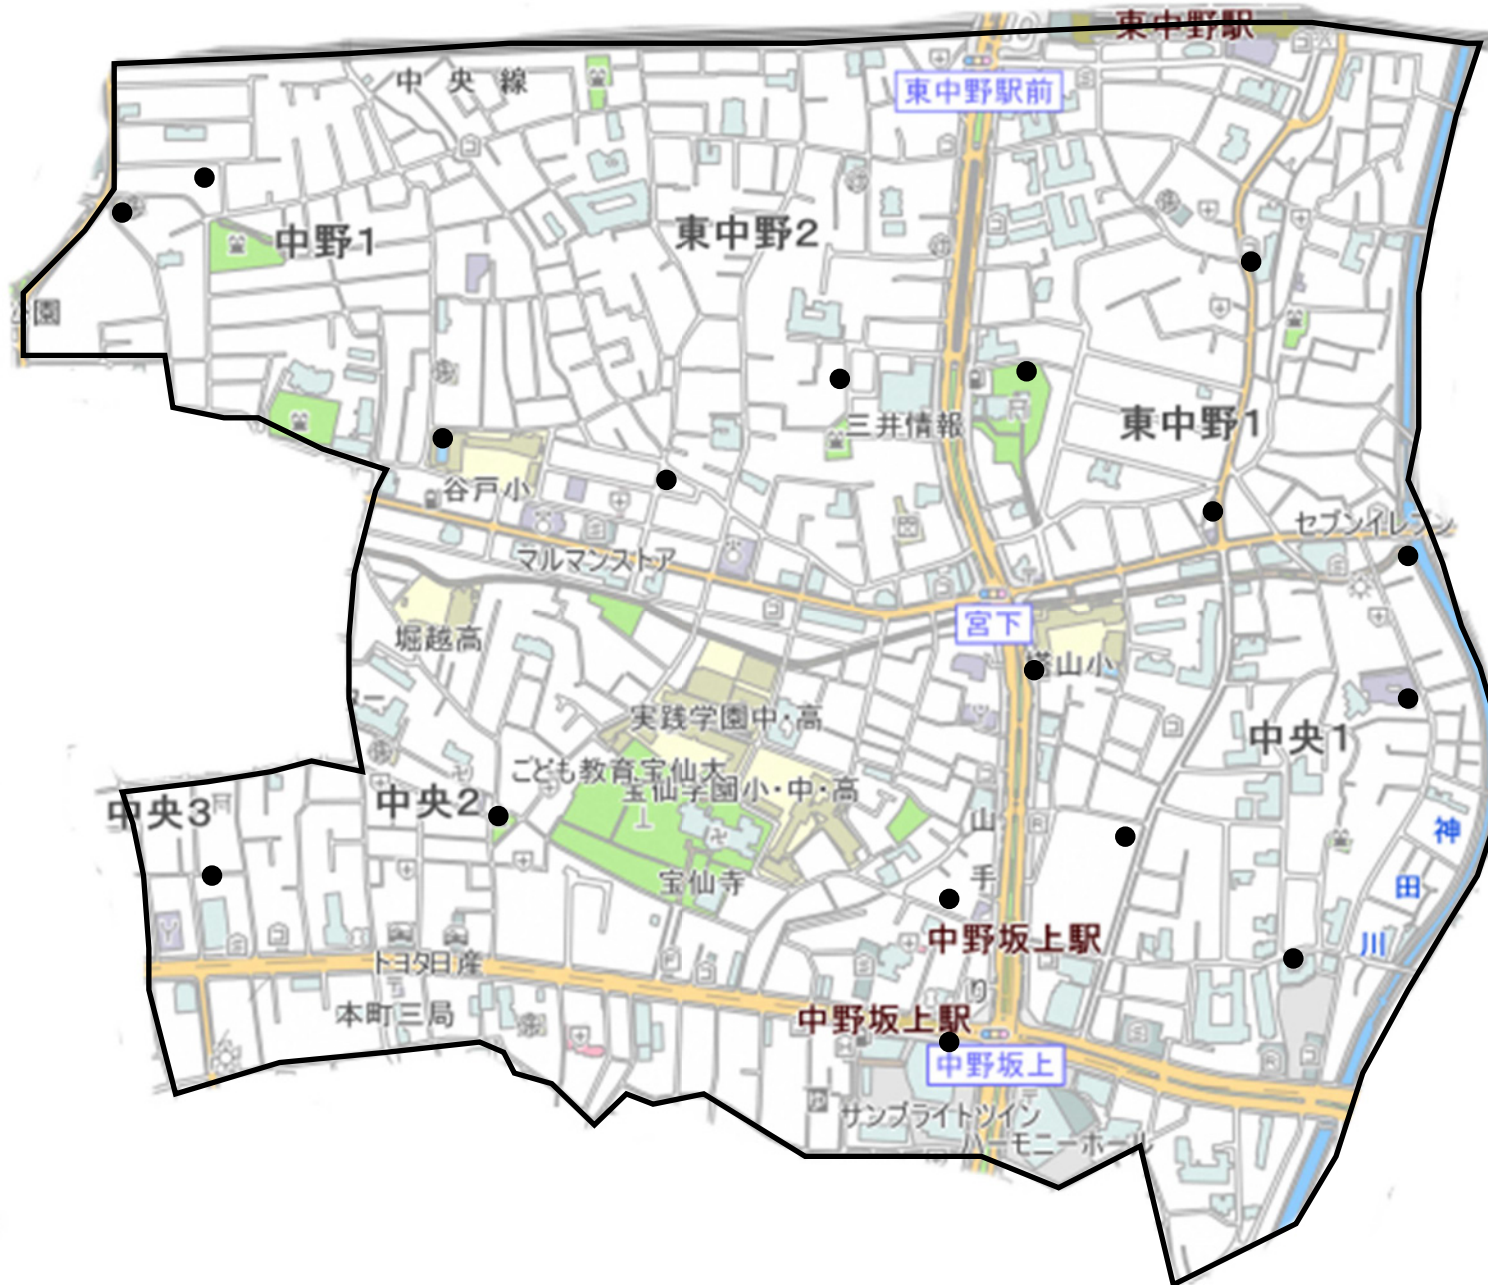 東中野駅
中央線
東中野駅前
中野1
東中野2
園
三井情報
東中野1
谷戸小
セブンイレブン
マルマンストア
宮下
堀越高
塔山小
実践学園中・高
中央1
こども教育宝仙大
宝仙学園小・中・高
中央2
中央3
山手
り
神田川
宝仙寺
中野坂上駅
トヨタ日産
本町三局
中野坂上駅
中野坂上
サンブライトツイン
ハーモニーホール